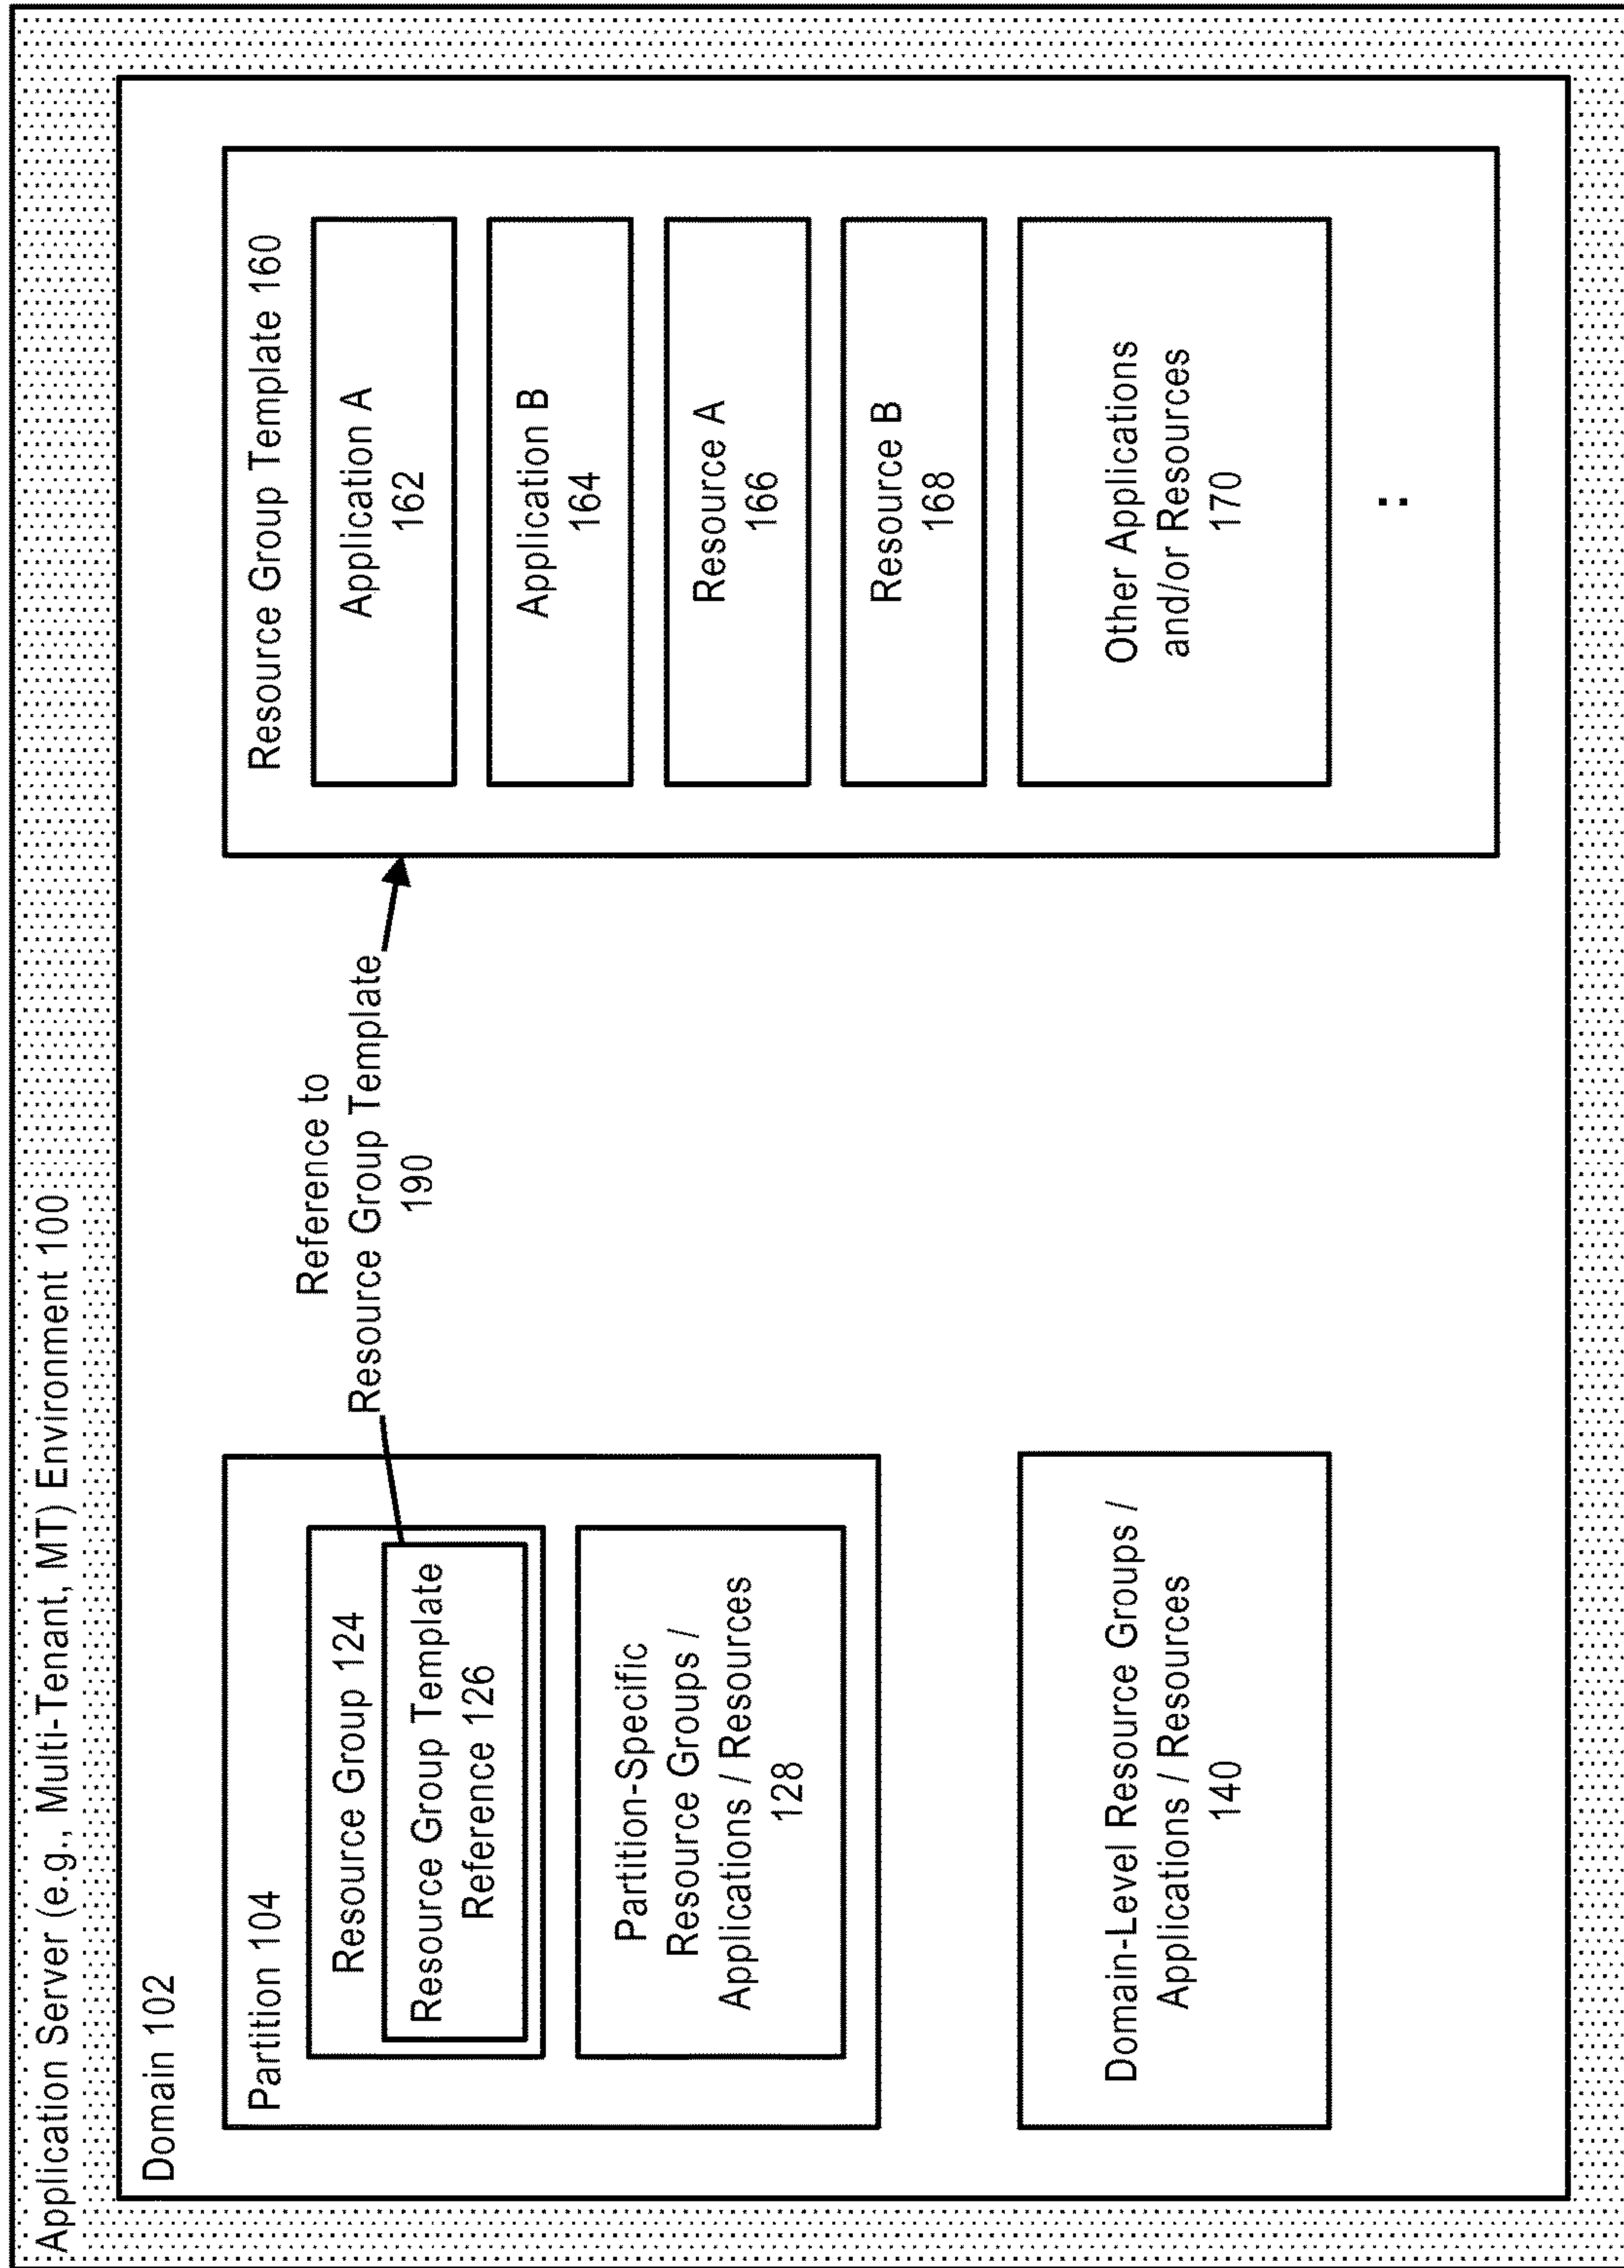 Application Server (e.g., Multi-Tenant, MT) Environment 100
Domain 102
Partition 104
Resource Group 124
Resource Group Template
Reference 126
Partition-Specific
Resource Groups /
Applications / Resources
128
Domain-Level Resource Groups /
Applications / Resources
140
Reference to
Resource Group Template
190
Resource Group Template 160
Application A
162
Application B
164
Resource A
166
Resource B
168
Other Applications
and/or Resources
170